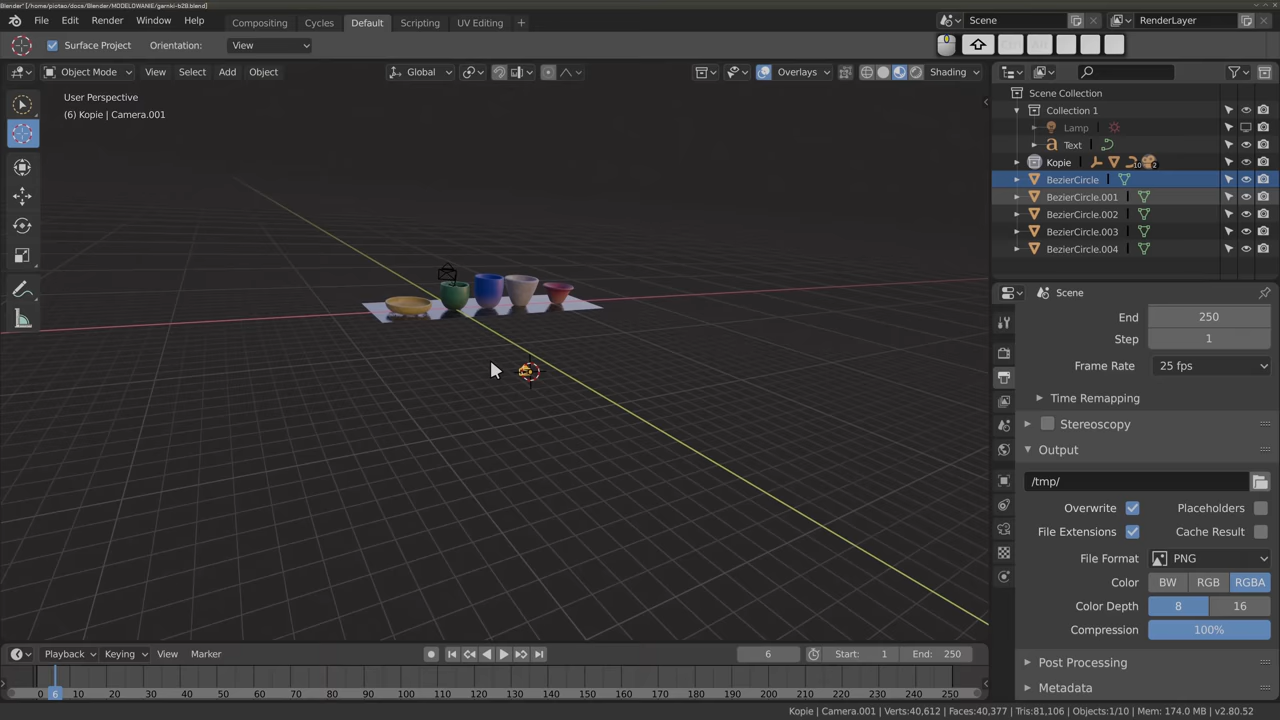 Blender* [/home/piotao/docs/Blender/MODELOWANIE/garnki-b28.blend]
File Edit Render Window Help Compositing Cycles Default Scripting UV Editing + Scene RenderLayer
Surface Project Orientation: View
Object Mode View Select Add Object Global Overlays Shading
User Perspective
(6) Kopie | Camera.001
Scene Collection
Collection 1
Lamp
Text
Kopie 10 2
BezierCircle
BezierCircle.001
BezierCircle.002
BezierCircle.003
BezierCircle.004
Scene
End 250
Step 1
Frame Rate 25 fps
Time Remapping
Stereoscopy
Output
/tmp/
Overwrite Placeholders
File Extensions Cache Result
File Format PNG
Color BW RGB RGBA
Color Depth 8 16
Compression 100%
Post Processing
Metadata
Playback Keying View Marker 6 Start: 1 End: 250
0 6 10 20 30 40 50 60 70 80 90 100 110 120 130 140 150 160 170 180 190 200 210 220 230 240 250
Kopie | Camera.001 | Verts:40,612 | Faces:40,377 | Tris:81,106 | Objects:1/10 | Mem: 174.0 MB | v2.80.52